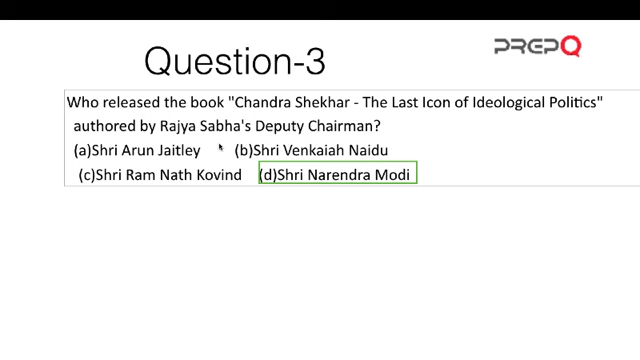 PREPQ
Question-3
Who released the book "Chandra Shekhar - The Last Icon of Ideological Politics"
authored by Rajya Sabha's Deputy Chairman?
(a)Shri Arun Jaitley (b)Shri Venkaiah Naidu
(c)Shri Ram Nath Kovind (d)Shri Narendra Modi